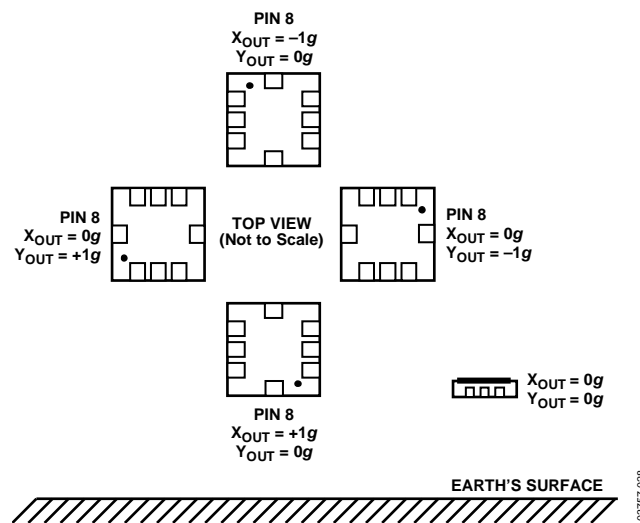 PIN 8
XOUT = –1g
YOUT = 0g
PIN 8
XOUT = 0g
YOUT = +1g
TOP VIEW
(Not to Scale)
PIN 8
XOUT = 0g
YOUT = –1g
XOUT = 0g
YOUT = 0g
PIN 8
XOUT = +1g
YOUT = 0g
EARTH'S SURFACE